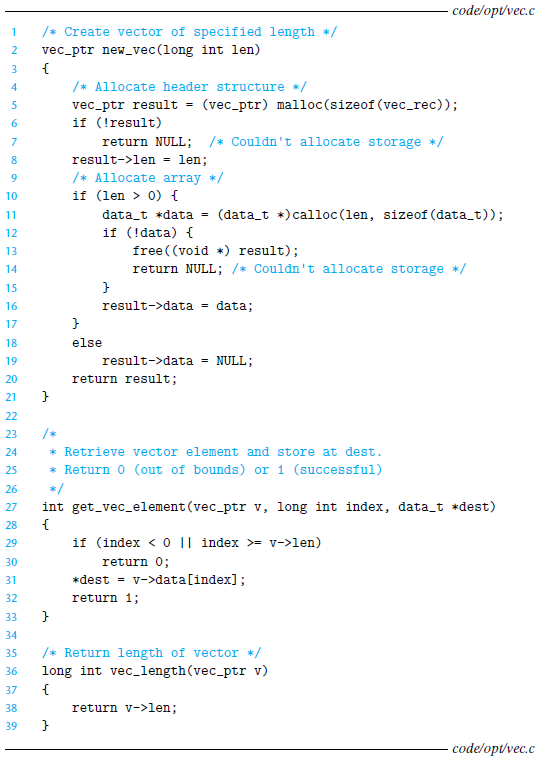 code/opt/vec.c
1 /* Create vector of specified length */
2 vec_ptr new_vec(long int len)
3 {
4 /* Allocate header structure */
5 vec_ptr result = (vec_ptr) malloc(sizeof(vec_rec));
6 if (!result)
7 return NULL; /* Couldn't allocate storage */
8 result->len = len;
9 /* Allocate array */
10 if (len > 0) {
11 data_t *data = (data_t *)calloc(len, sizeof(data_t));
12 if (!data) {
13 free((void *) result);
14 return NULL; /* Couldn't allocate storage */
15 }
16 result->data = data;
17 }
18 else
19 result->data = NULL;
20 return result;
21 }
22
23 /*
24 * Retrieve vector element and store at dest.
25 * Return 0 (out of bounds) or 1 (successful)
26 */
27 int get_vec_element(vec_ptr v, long int index, data_t *dest)
28 {
29 if (index < 0 || index >= v->len)
30 return 0;
31 *dest = v->data[index];
32 return 1;
33 }
34
35 /* Return length of vector */
36 long int vec_length(vec_ptr v)
37 {
38 return v->len;
39 }
code/opt/vec.c